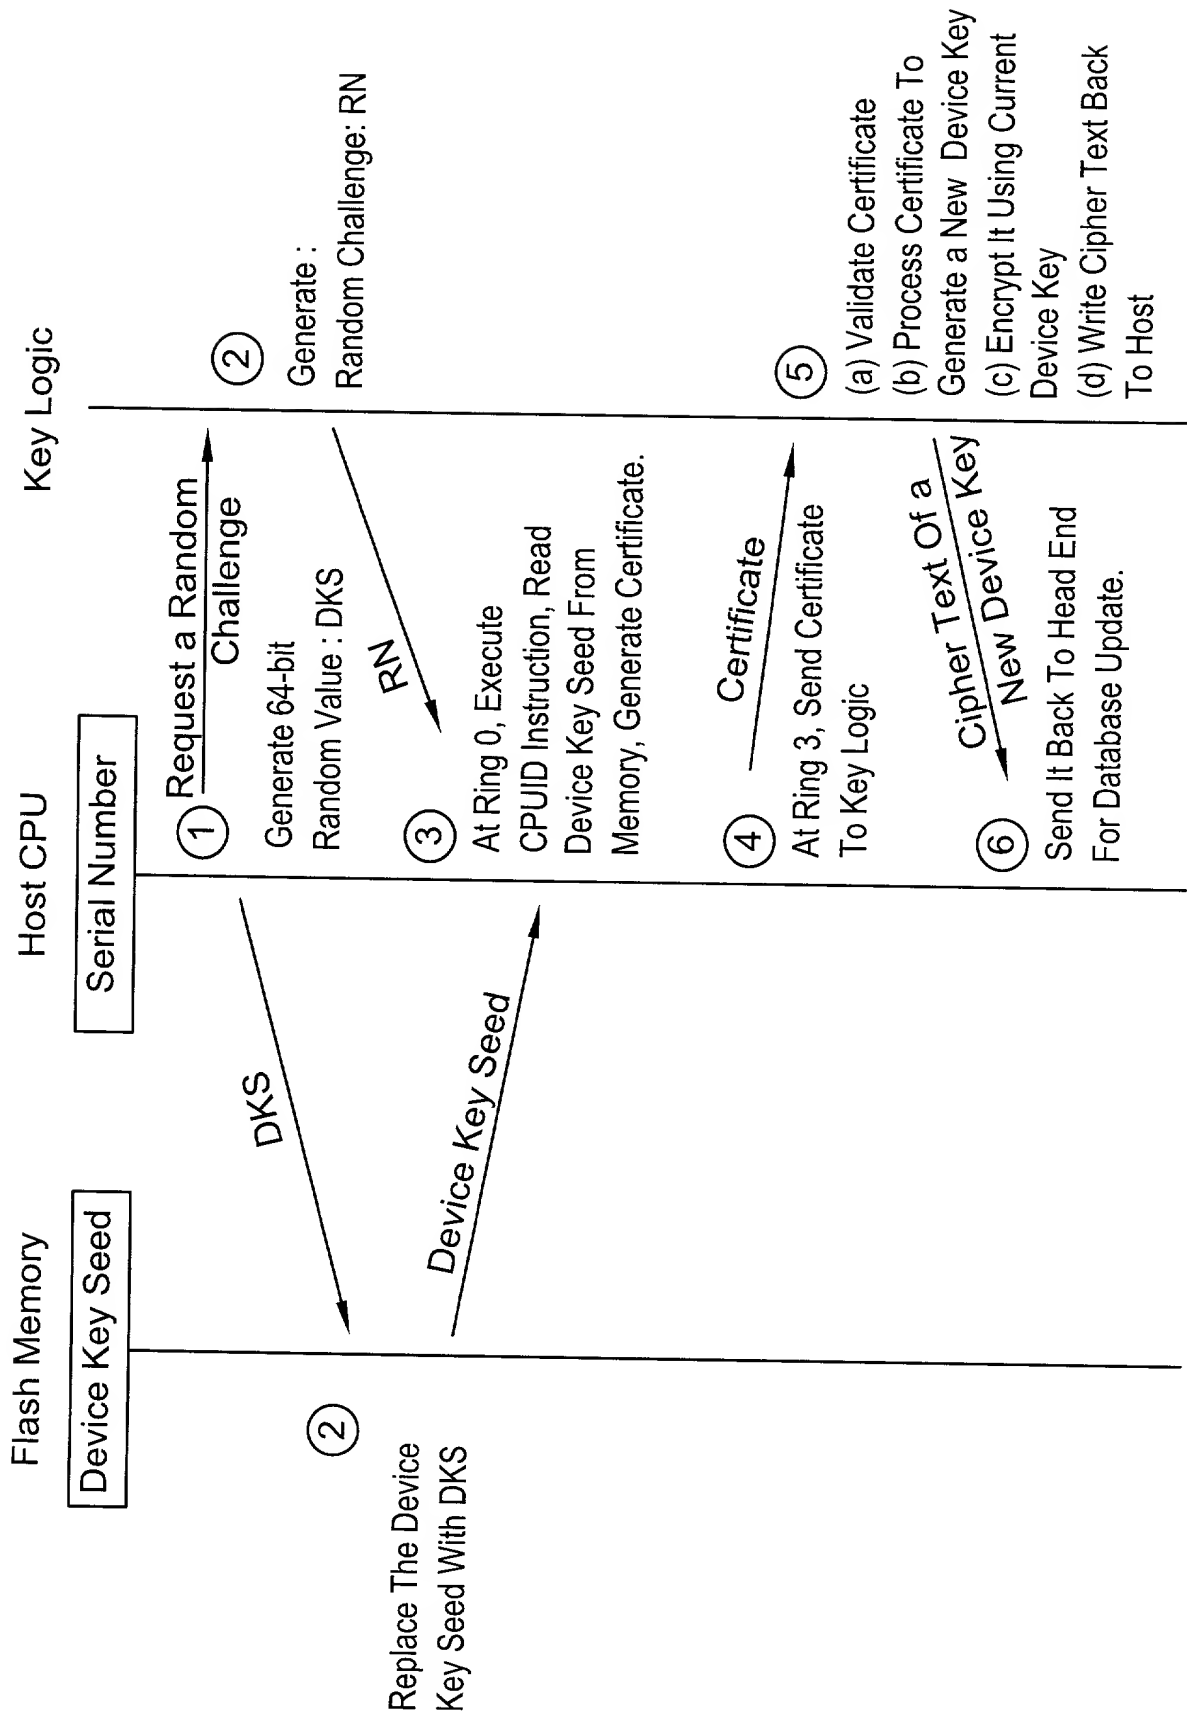 Flash Memory
Host CPU
Key Logic
Device Key Seed
Serial Number
1
Request a Random
Challenge
Generate 64-bit
Random Value : DKS
2
Generate :
Random Challenge: RN
DKS
RN
2
Replace The Device
Key Seed With DKS
Device Key Seed
3
At Ring 0, Execute
CPUID Instruction, Read
Device Key Seed From
Memory, Generate Certificate.
4
Certificate
At Ring 3, Send Certificate
To Key Logic
5
(a) Validate Certificate
(b) Process Certificate To
Generate a New Device Key
(c) Encrypt It Using Current
Device Key
(d) Write Cipher Text Back
To Host
Cipher Text Of a
New Device Key
6
Send It Back To Head End
For Database Update.